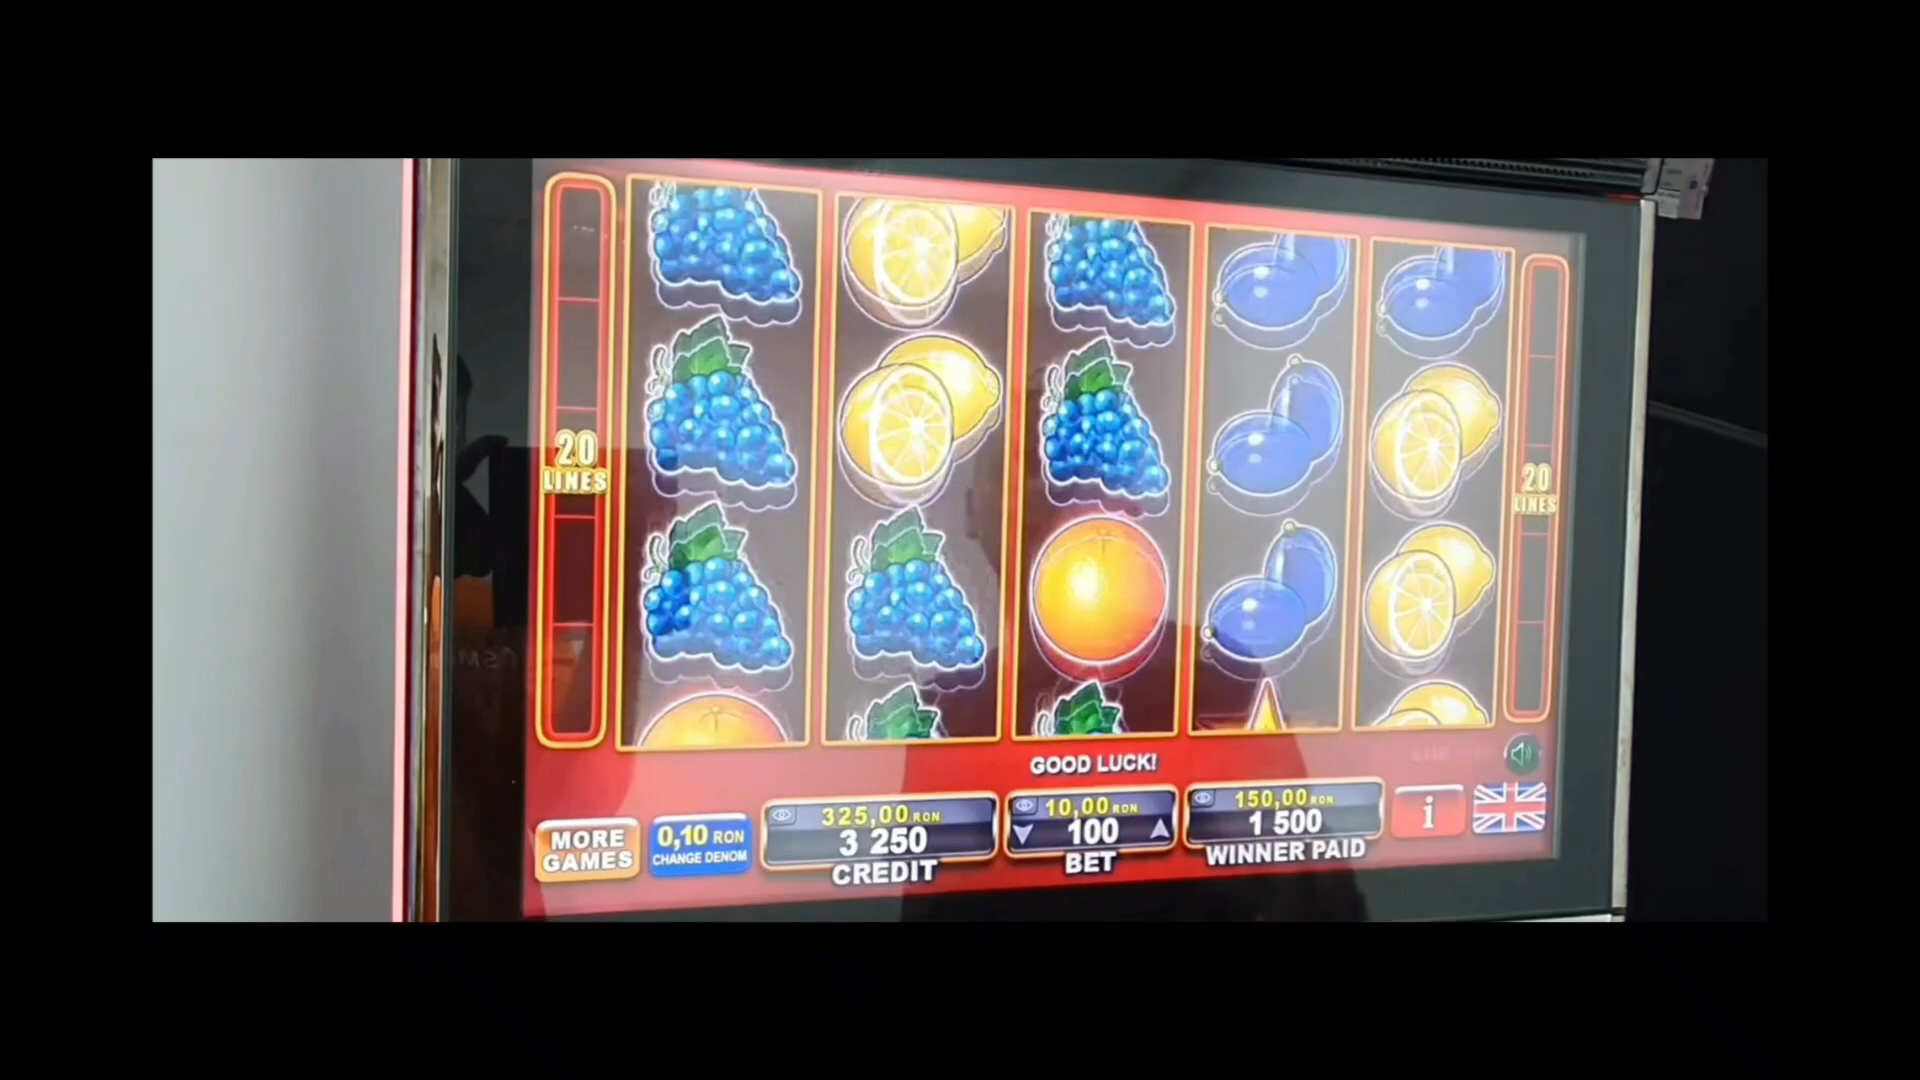 20
LINES
20
LINES
GOOD LUCK!
MORE
GAMES
0,10 RON
CHANGE DENOM
325,00 RON
3 250
CREDIT
10,00 RON
100
BET
150,00 RON
1 500
WINNER PAID
i